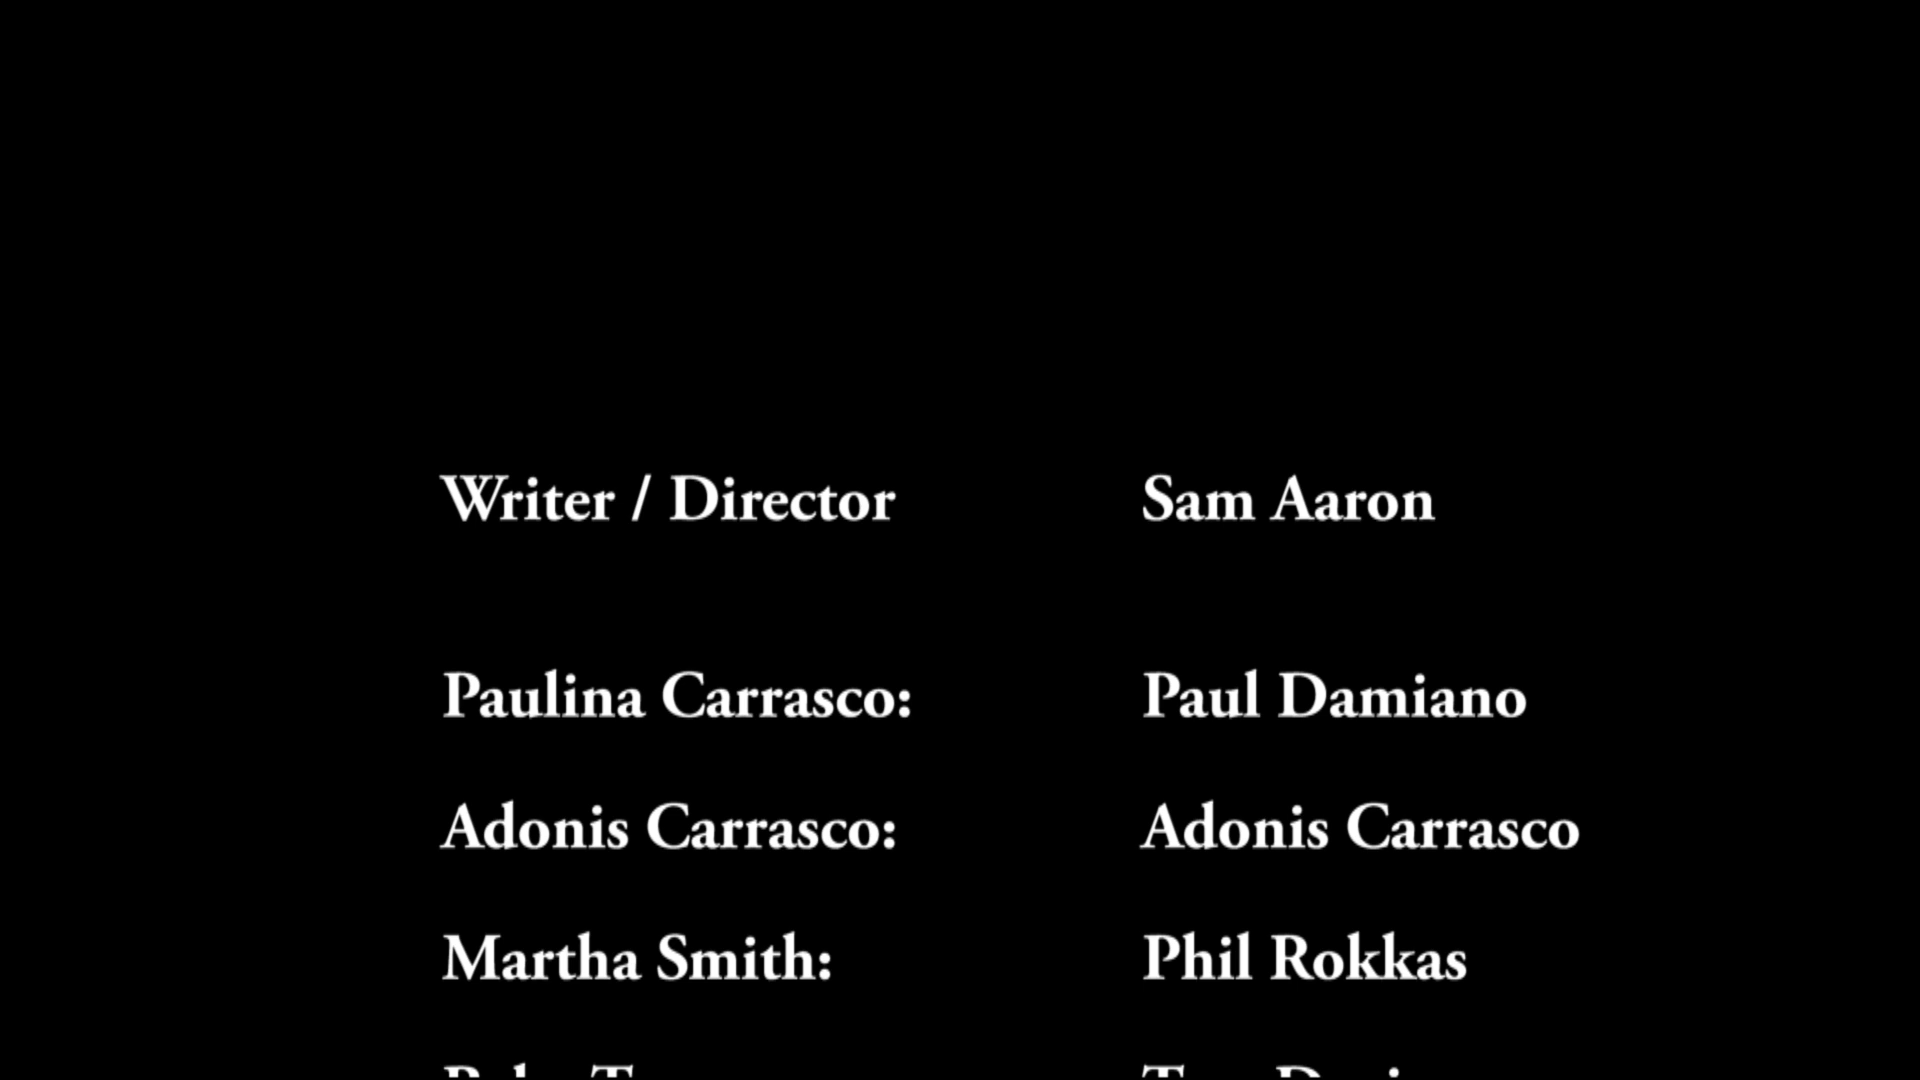 Writer / Director Sam Aaron
Paulina Carrasco: Paul Damiano
Adonis Carrasco: Adonis Carrasco
Martha Smith: Phil Rokkas